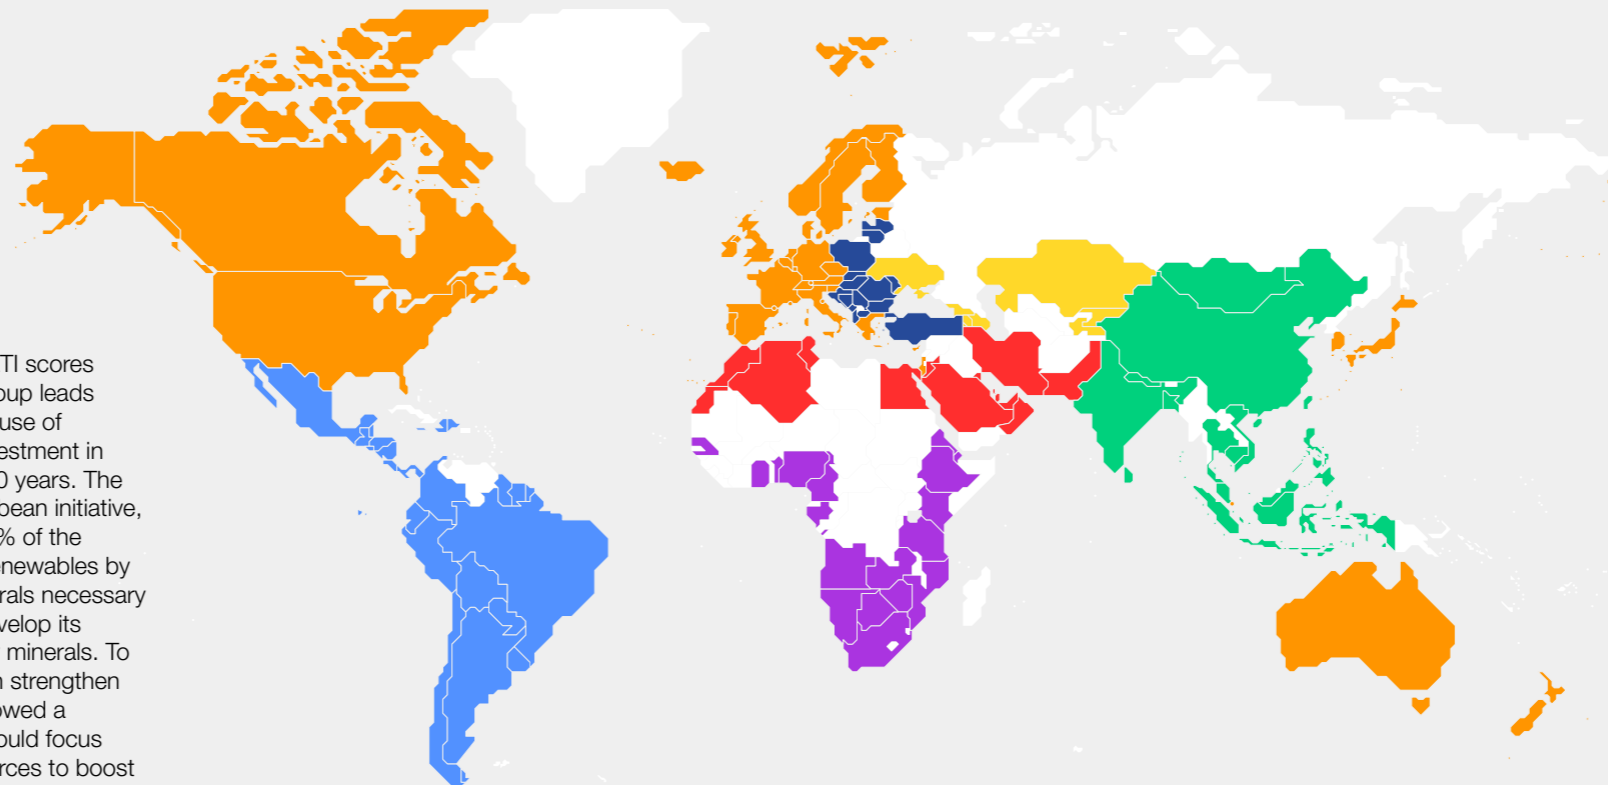 TI scores
oup leads
use of
estment in
0 years. The
pean initiative,
% of the
enewables by
rals necessary
velop its
minerals. To
n strengthen
owed a
ould focus
rces to boost